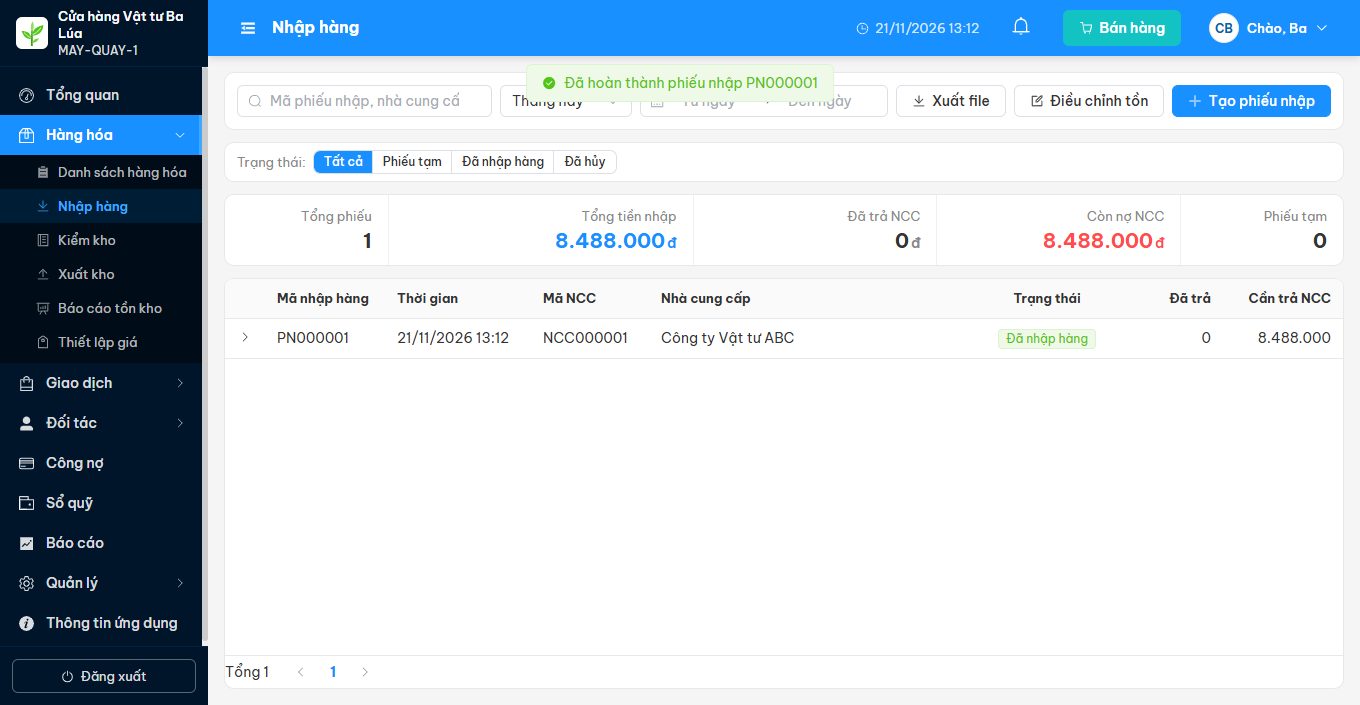 Cửa hàng Vật tư Ba
Lúa
MAY-QUAY-1
Nhập hàng
21/11/2026 13:12
Bán hàng
CB
Chào, Ba
Tổng quan
Hàng hóa
Danh sách hàng hóa
Nhập hàng
Kiểm kho
Xuất kho
Báo cáo tồn kho
Thiết lập giá
Giao dịch
Đối tác
Công nợ
Sổ quỹ
Báo cáo
Quản lý
Thông tin ứng dụng
Đăng xuất
Đã hoàn thành phiếu nhập PN000001
Mã phiếu nhập, nhà cung cấ
Tháng này
Từ ngày
Đến ngày
Xuất file
Điều chỉnh tồn
Tạo phiếu nhập
Trạng thái: Tất cả Phiếu tạm Đã nhập hàng Đã hủy
Tổng phiếu Tổng tiền nhập Đã trả NCC Còn nợ NCC Phiếu tạm
1 8.488.000 đ 0 đ 8.488.000 đ 0
Mã nhập hàng Thời gian Mã NCC Nhà cung cấp Trạng thái Đã trả Cần trả NCC
PN000001 21/11/2026 13:12 NCC000001 Công ty Vật tư ABC Đã nhập hàng 0 8.488.000
Tổng 1 1